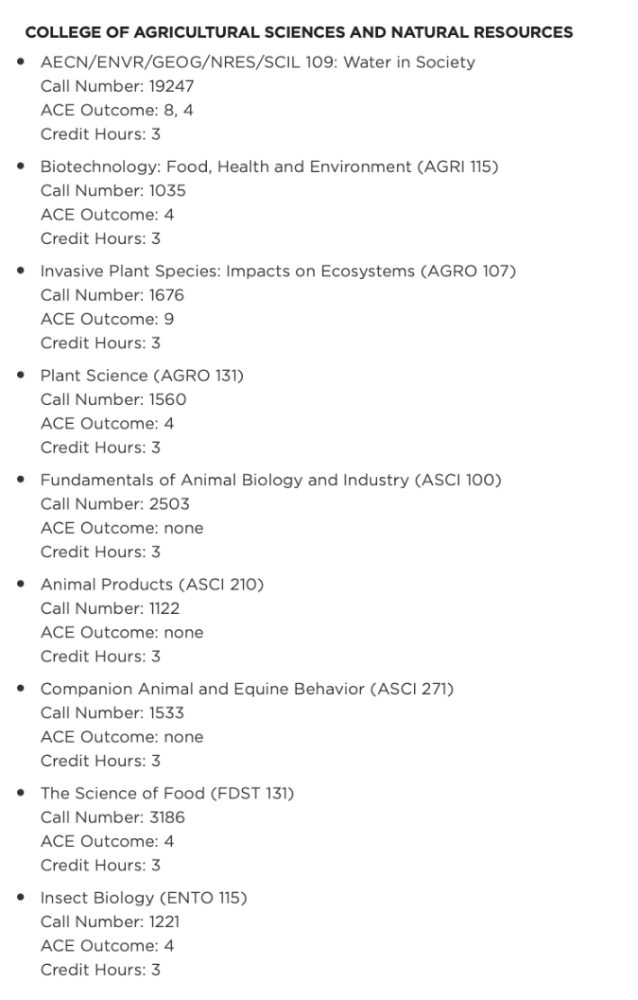 COLLEGE OF AGRICULTURAL SCIENCES AND NATURAL RESOURCES
• AECN/ENVR/GEOG/NRES/SCIL 109: Water in Society
Call Number: 19247
ACE Outcome: 8, 4
Credit Hours: 3
• Biotechnology: Food, Health and Environment (AGRI 115)
Call Number: 1035
ACE Outcome: 4
Credit Hours: 3
• Invasive Plant Species: Impacts on Ecosystems (AGRO 107)
Call Number: 1676
ACE Outcome: 9
Credit Hours: 3
• Plant Science (AGRO 131)
Call Number: 1560
ACE Outcome: 4
Credit Hours: 3
• Fundamentals of Animal Biology and Industry (ASCI 100)
Call Number: 2503
ACE Outcome: none
Credit Hours: 3
• Animal Products (ASCI 210)
Call Number: 1122
ACE Outcome: none
Credit Hours: 3
• Companion Animal and Equine Behavior (ASCI 271)
Call Number: 1533
ACE Outcome: none
Credit Hours: 3
• The Science of Food (FDST 131)
Call Number: 3186
ACE Outcome: 4
Credit Hours: 3
• Insect Biology (ENTO 115)
Call Number: 1221
ACE Outcome: 4
Credit Hours: 3